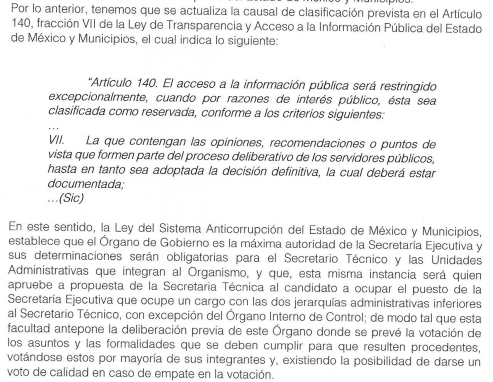 Por lo anterior, tenemos que se actualiza la causal de clasificación prevista en el Artículo
140, fracción VII de la Ley de Transparencia y Acceso a la Información Pública del Estado
de México y Municipios, el cual indica lo siguiente:
"Artículo 140. El acceso a la información pública será restringido
excepcionalmente, cuando por razones de interés público, ésta sea
clasificada como reservada, conforme a los criterios siguientes:
...
VII. La que contengan las opiniones, recomendaciones o puntos de
vista que formen parte del proceso deliberativo de los servidores públicos,
hasta en tanto sea adoptada la decisión definitiva, la cual deberá estar
documentada;
...(Sic)
En este sentido, la Ley del Sistema Anticorrupción del Estado de México y Municipios,
establece que el Órgano de Gobierno es la máxima autoridad de la Secretaría Ejecutiva y
sus determinaciones serán obligatorias para el Secretario Técnico y las Unidades
Administrativas que integran al Organismo, y que, esta misma instancia será quien
apruebe a propuesta de la Secretaria Técnica al candidato a ocupar el puesto de la
Secretaría Ejecutiva que ocupe un cargo con las dos jerarquías administrativas inferiores
al Secretario Técnico, con excepción del Órgano Interno de Control; de modo tal que esta
facultad antepone la deliberación previa de este Órgano donde se prevé la votación de
los asuntos y las formalidades que se deben cumplir para que resulten procedentes,
votándose estos por mayoría de sus integrantes y, existiendo la posibilidad de darse un
voto de calidad en caso de empate en la votación.